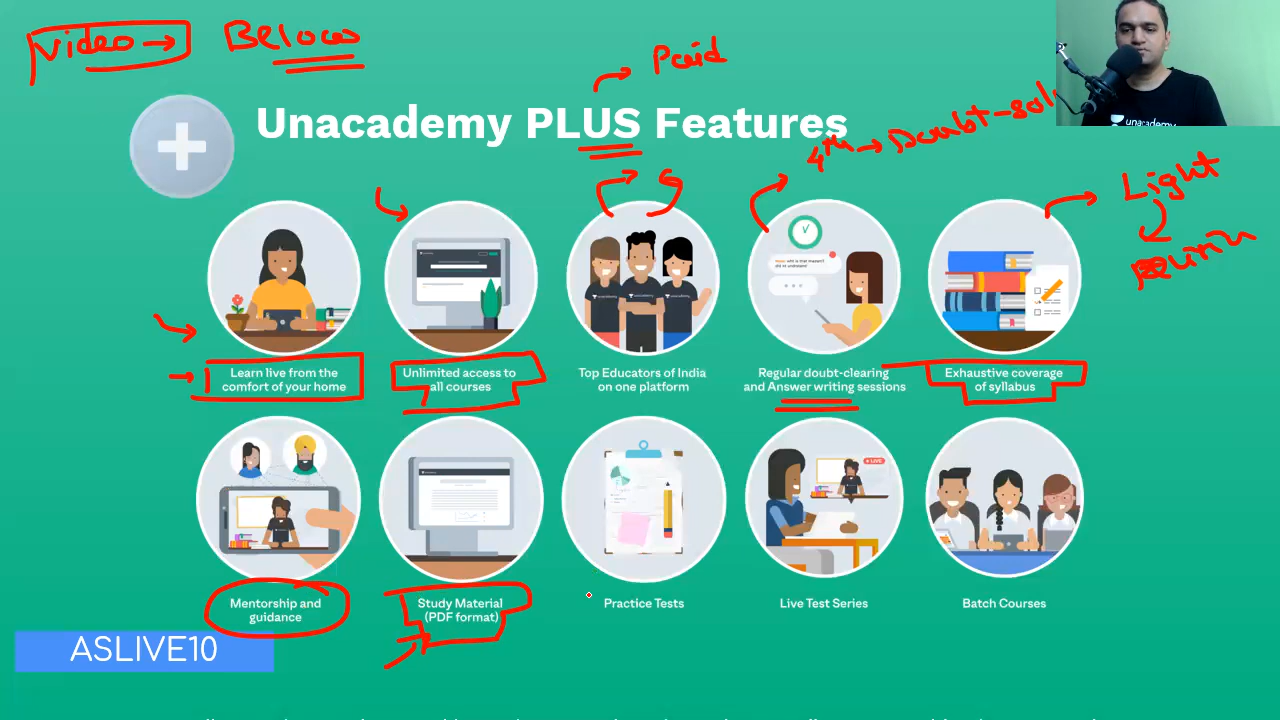 Video → Below
Paid
Unacademy PLUS Features
4th → Doubt-sol
unacademy
Light
Learn live from the
comfort of your home
Unlimited access to
all courses
Top Educators of India
on one platform
Regular doubt-clearing
and Answer writing sessions
Exhaustive coverage
of syllabus
LIVE
Mentorship and
guidance
Study Material
(PDF format)
Practice Tests
Live Test Series
Batch Courses
ASLIVE10